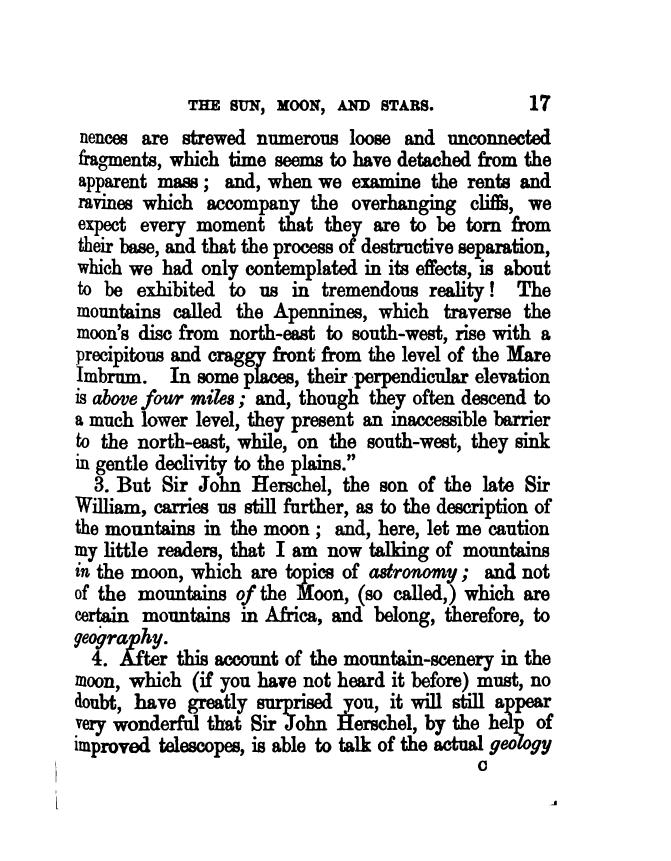 THE SUN, MOON, AND STARS. 17
nences are strewed numerous loose and unconnected
fragments, which time seems to have detached from the
apparent mass; and, when we examine the rents and
ravines which accompany the overhanging cliffs, we
expect every moment that they are to be torn from
their base, and that the process of destructive separation,
which we had only contemplated in its effects, is about
to be exhibited to us in tremendous reality! The
mountains called the Apennines, which traverse the
moon's disc from north-east to south-west, rise with a
precipitous and craggy front from the level of the Mare
Imbrum. In some places, their perpendicular elevation
is above four miles; and, though they often descend to
a much lower level, they present an inaccessible barrier
to the north-east, while, on the south-west, they sink
in gentle declivity to the plains."
3. But Sir John Herschel, the son of the late Sir
William, carries us still further, as to the description of
the mountains in the moon; and, here, let me caution
my little readers, that I am now talking of mountains
in the moon, which are topics of astronomy; and not
of the mountains of the Moon, (so called,) which are
certain mountains in Africa, and belong, therefore, to
geography.
4. After this account of the mountain-scenery in the
moon, which (if you have not heard it before) must, no
doubt, have greatly surprised you, it will still appear
very wonderful that Sir John Herschel, by the help of
improved telescopes, is able to talk of the actual geology
C